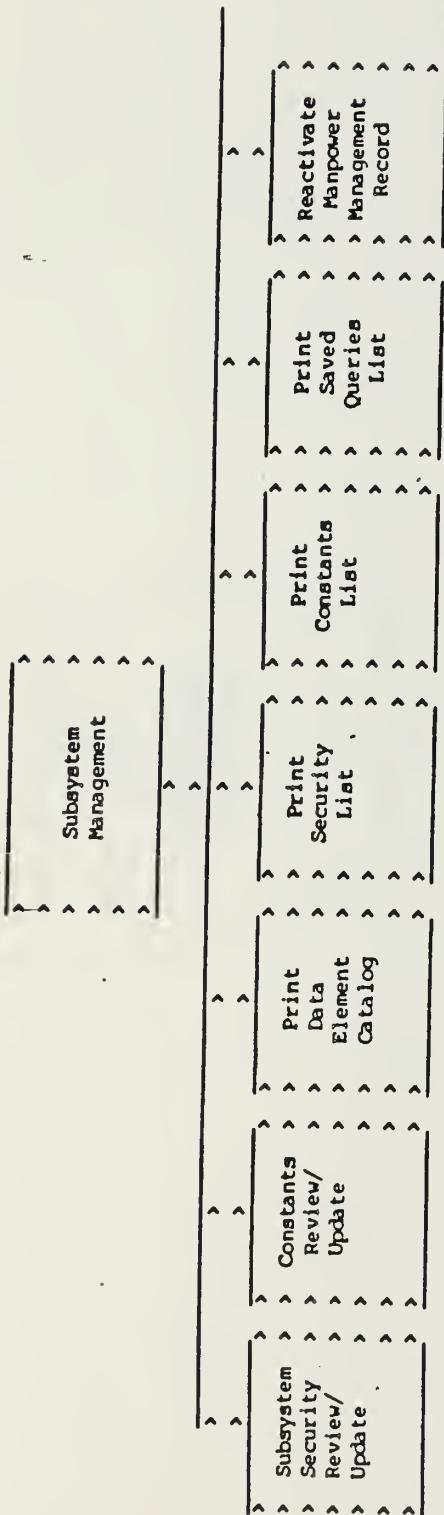 Subsystem
Management
Subsystem
Security
Review/
Update
Constants
Review/
Update
Print
Data
Element
Catalog
Print
Security
List
Print
Constants
List
Print
Saved
Queries
List
Reactivate
Manpower
Management
Record